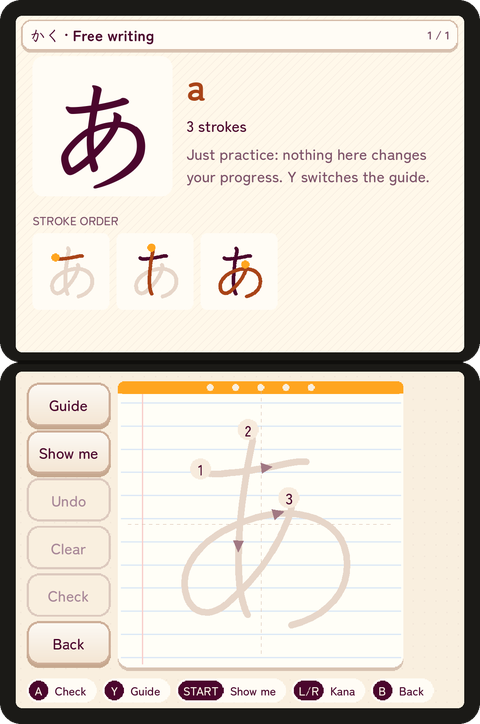 かく · Free writing 1 / 1
あ
a
3 strokes
Just practice: nothing here changes
your progress. Y switches the guide.
STROKE ORDER
あ あ あ
Guide
Show me
Undo
Clear
Check
Back
1 2 3
あ
A Check Y Guide START Show me L/R Kana B Back